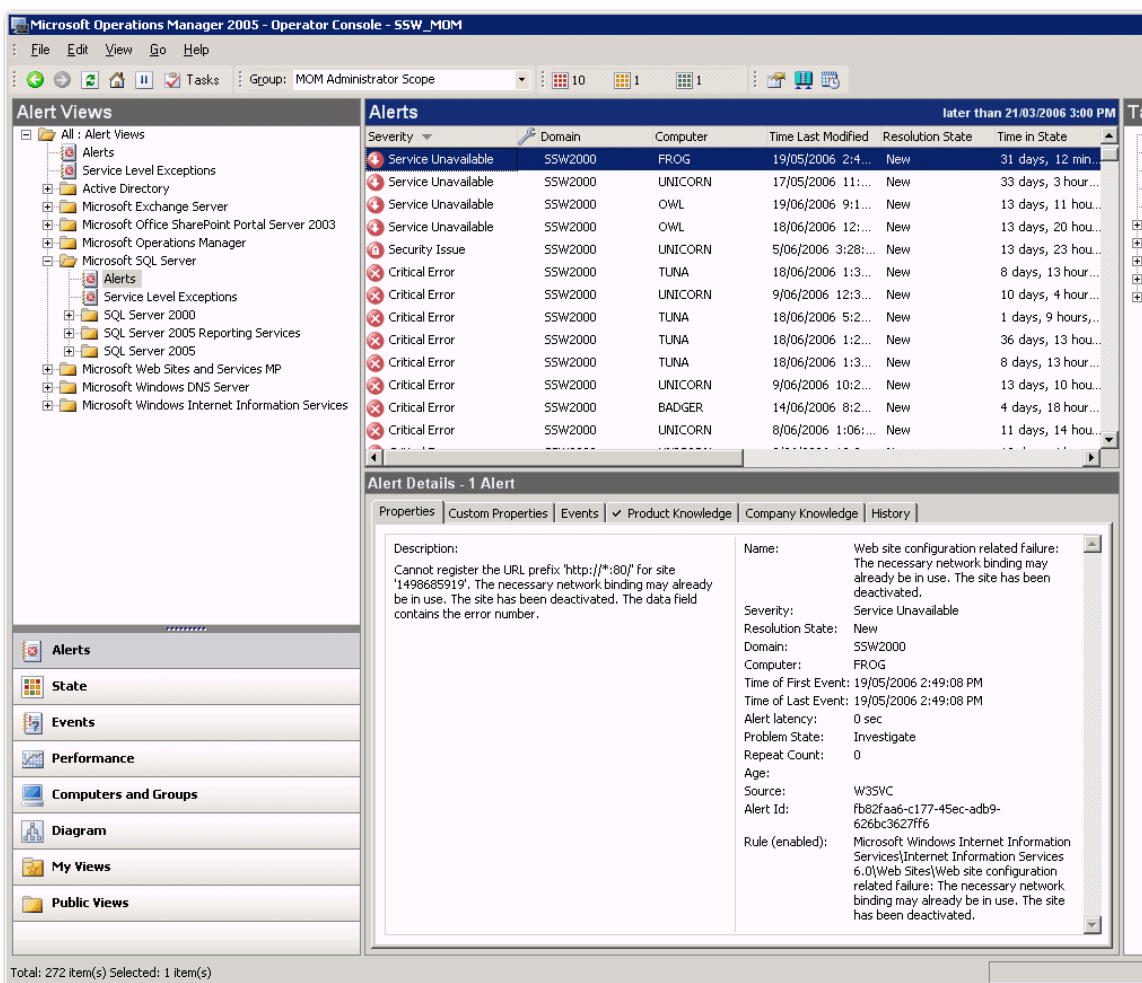 Microsoft Operations Manager 2005 - Operator Console - SSW_MOM
File Edit View Go Help
Tasks Group: MOM Administrator Scope 10 1 1
Alert Views
All : Alert Views
Alerts
Service Level Exceptions
Active Directory
Microsoft Exchange Server
Microsoft Office SharePoint Portal Server 2003
Microsoft Operations Manager
Microsoft SQL Server
Alerts
Service Level Exceptions
SQL Server 2000
SQL Server 2005 Reporting Services
SQL Server 2005
Microsoft Web Sites and Services MP
Microsoft Windows DNS Server
Microsoft Windows Internet Information Services
Alerts
State
Events
Performance
Computers and Groups
Diagram
My Views
Public Views
Alerts later than 21/03/2006 3:00 PM
Severity Domain Computer Time Last Modified Resolution State Time in State
Service Unavailable SSW2000 FROG 19/05/2006 2:4... New 31 days, 12 min...
Service Unavailable SSW2000 UNICORN 17/05/2006 11:... New 33 days, 3 hour...
Service Unavailable SSW2000 OWL 19/06/2006 9:1... New 13 days, 11 hou...
Service Unavailable SSW2000 OWL 18/06/2006 12:... New 13 days, 20 hou...
Security Issue SSW2000 UNICORN 5/06/2006 3:28:... New 13 days, 23 hou...
Critical Error SSW2000 TUNA 18/06/2006 1:3... New 8 days, 13 hour...
Critical Error SSW2000 UNICORN 9/06/2006 12:3... New 10 days, 4 hour...
Critical Error SSW2000 TUNA 18/06/2006 5:2... New 1 days, 9 hours,...
Critical Error SSW2000 TUNA 18/06/2006 1:2... New 36 days, 13 hou...
Critical Error SSW2000 TUNA 18/06/2006 1:3... New 8 days, 13 hour...
Critical Error SSW2000 UNICORN 9/06/2006 10:2... New 13 days, 10 hou...
Critical Error SSW2000 BADGER 14/06/2006 8:2... New 4 days, 18 hour...
Critical Error SSW2000 UNICORN 8/06/2006 1:06:... New 11 days, 14 hou...
Alert Details - 1 Alert
Properties Custom Properties Events ✓ Product Knowledge Company Knowledge History
Description:
Cannot register the URL prefix 'http://*:80/' for site
'1498685919'. The necessary network binding may already
be in use. The site has been deactivated. The data field
contains the error number.
Name: Web site configuration related failure:
The necessary network binding may
already be in use. The site has been
deactivated.
Severity: Service Unavailable
Resolution State: New
Domain: SSW2000
Computer: FROG
Time of First Event: 19/05/2006 2:49:08 PM
Time of Last Event: 19/05/2006 2:49:08 PM
Alert latency: 0 sec
Problem State: Investigate
Repeat Count: 0
Age:
Source: W3SVC
Alert Id: fb82faa6-c177-45ec-adb9-
626bc3627ff6
Rule (enabled): Microsoft Windows Internet Information
Services\Internet Information Services
6.0\Web Sites\Web site configuration
related failure: The necessary network
binding may already be in use. The site
has been deactivated.
Total: 272 item(s) Selected: 1 item(s)